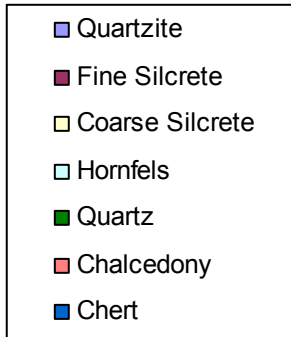 Quartzite
Fine Silcrete
Coarse Silcrete
Hornfels
Quartz
Chalcedony
Chert